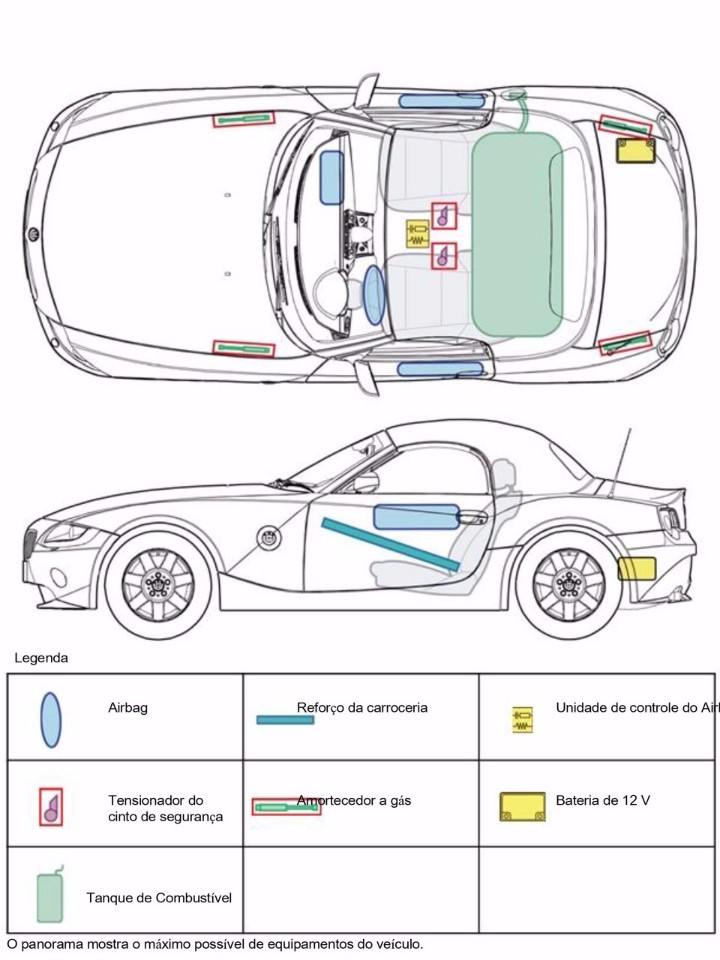 Legenda
Airbag
Reforço da carroceria
Unidade de controle do Air
Tensionador do
cinto de segurança
Amortecedor a gás
Bateria de 12 V
Tanque de Combustível
O panorama mostra o máximo possível de equipamentos do veículo.